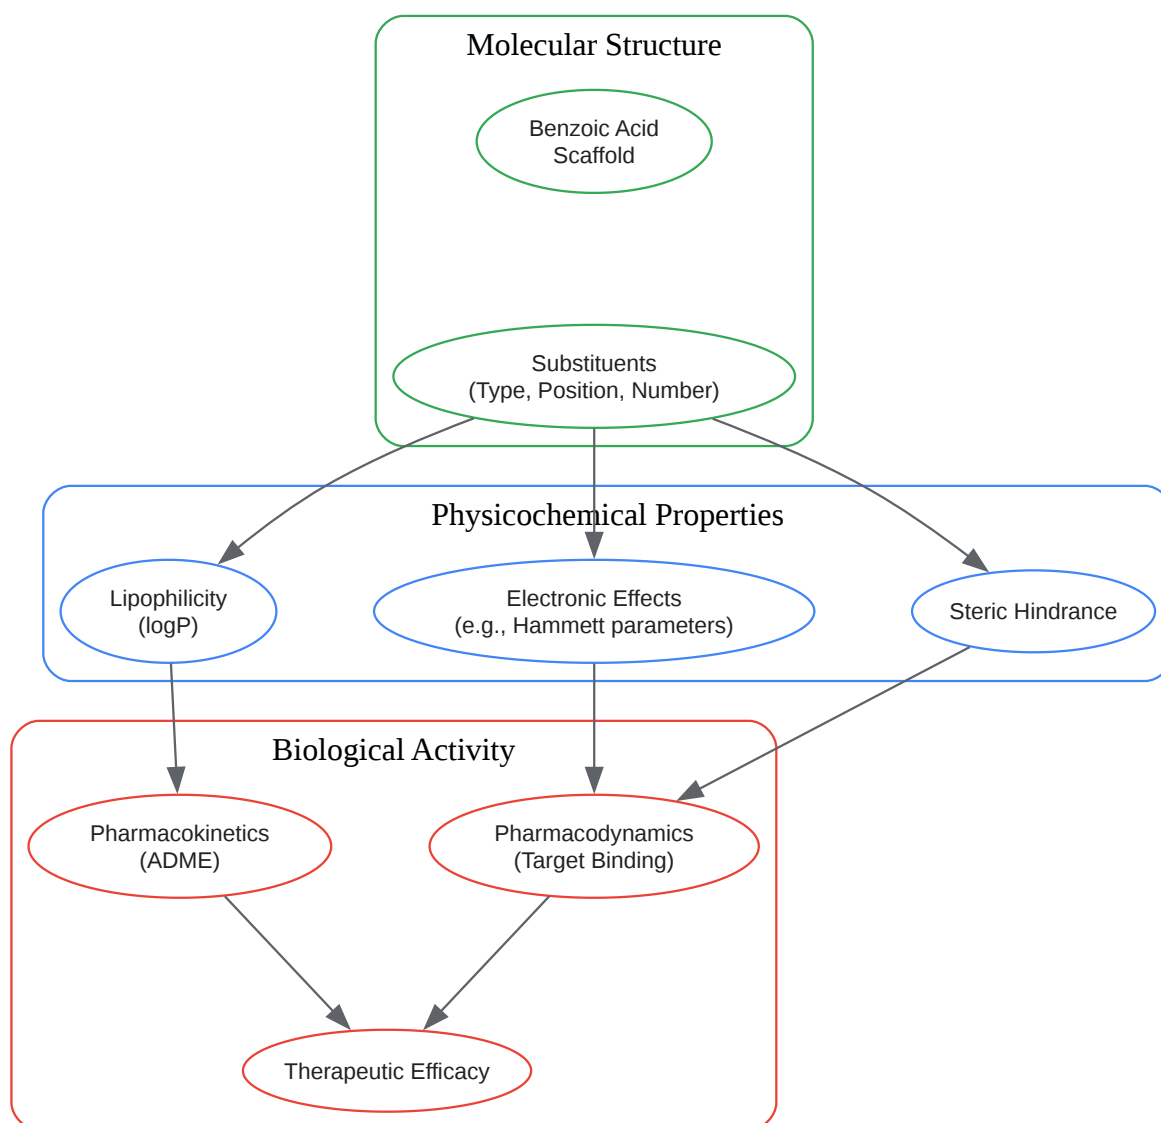 Molecular Structure
Benzoic Acid
Scaffold
Substituents
(Type, Position, Number)
Physicochemical Properties
Lipophilicity
(logP)
Electronic Effects
(e.g., Hammett parameters)
Steric Hindrance
Biological Activity
Pharmacokinetics
(ADME)
Pharmacodynamics
(Target Binding)
Therapeutic Efficacy